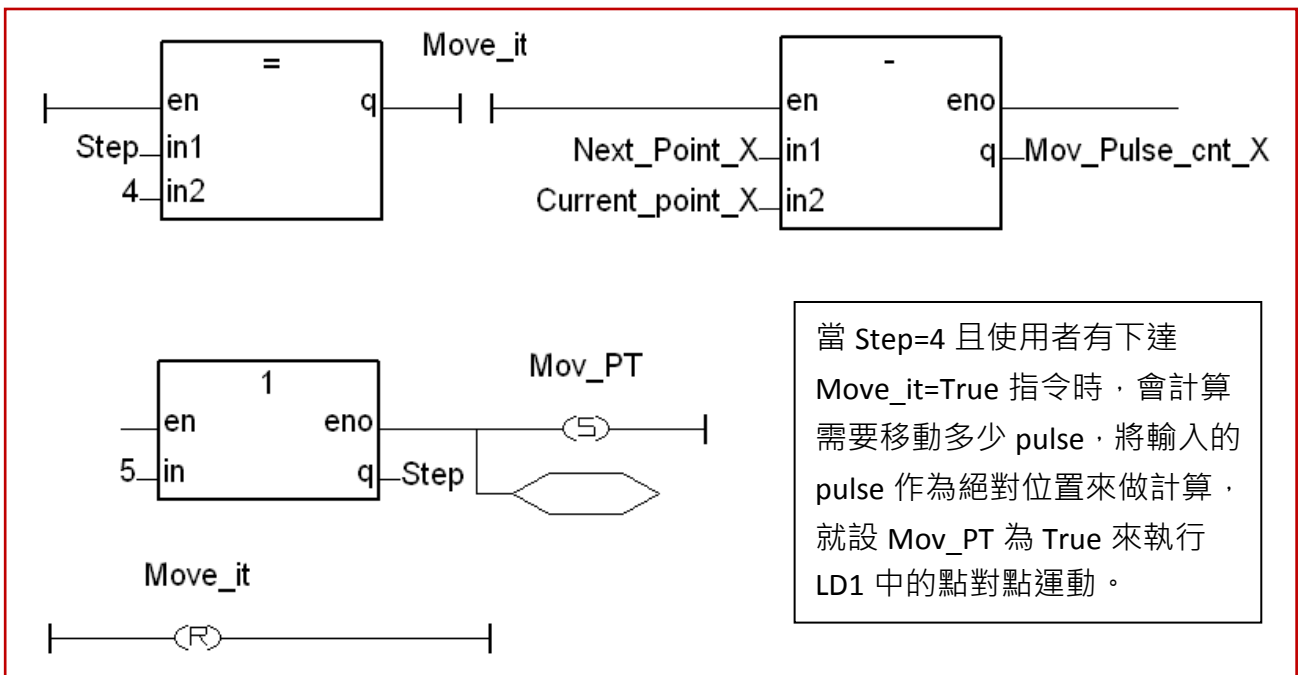 =
Move_it
-
en q
en eno
Step in1
Next_Point_X in1
q Mov_Pulse_cnt_X
4 in2
Current_point_X in2
1
Mov_PT
en eno
(S)
5 in
q Step
當 Step=4 且使用者有下達
Move_it=True 指令時，會計算
需要移動多少 pulse，將輸入的
pulse 作為絕對位置來做計算，
就設 Mov_PT 為 True 來執行
LD1 中的點對點運動。
Move_it
(R)